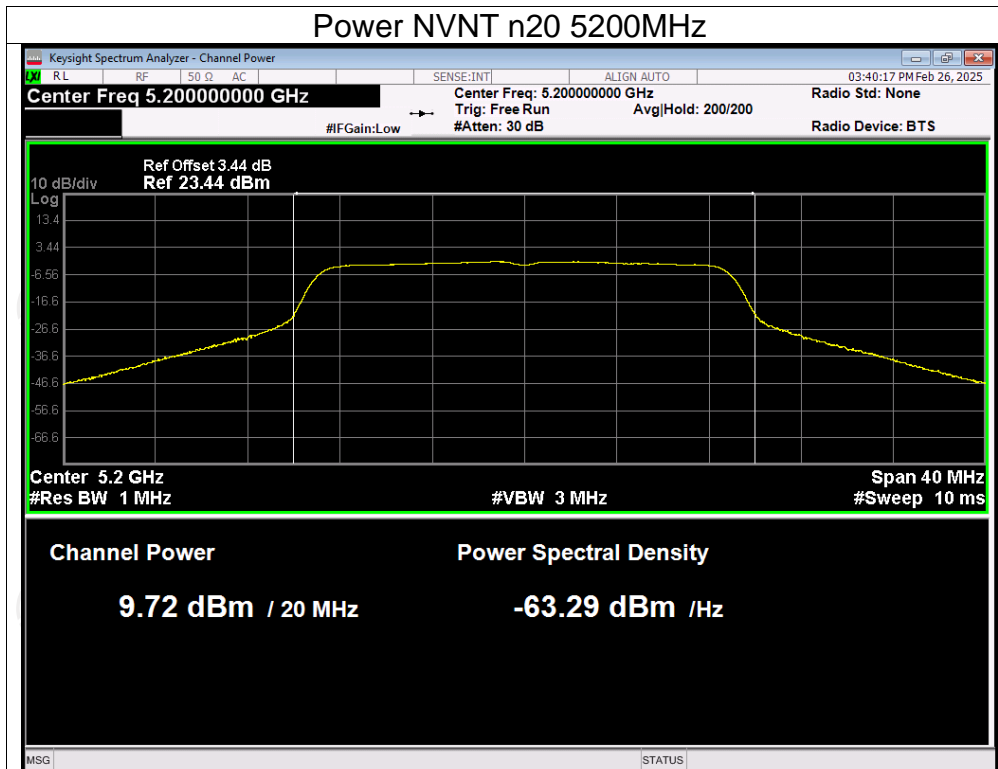 Power NVNT n20 5200MHz
Keysight Spectrum Analyzer - Channel Power
LXI RL RF 50 Ω AC SENSE:INT ALIGN AUTO 03:40:17 PM Feb 26, 2025
Center Freq 5.200000000 GHz
Center Freq: 5.200000000 GHz
Radio Std: None
Trig: Free Run Avg|Hold: 200/200
#IFGain:Low #Atten: 30 dB Radio Device: BTS
Ref Offset 3.44 dB
10 dB/div Ref 23.44 dBm
Log
13.4
3.44
-6.56
-16.6
-26.6
-36.6
-46.6
-56.6
-66.6
Center 5.2 GHz Span 40 MHz
#Res BW 1 MHz #VBW 3 MHz #Sweep 10 ms
Channel Power Power Spectral Density
9.72 dBm / 20 MHz -63.29 dBm /Hz
MSG STATUS